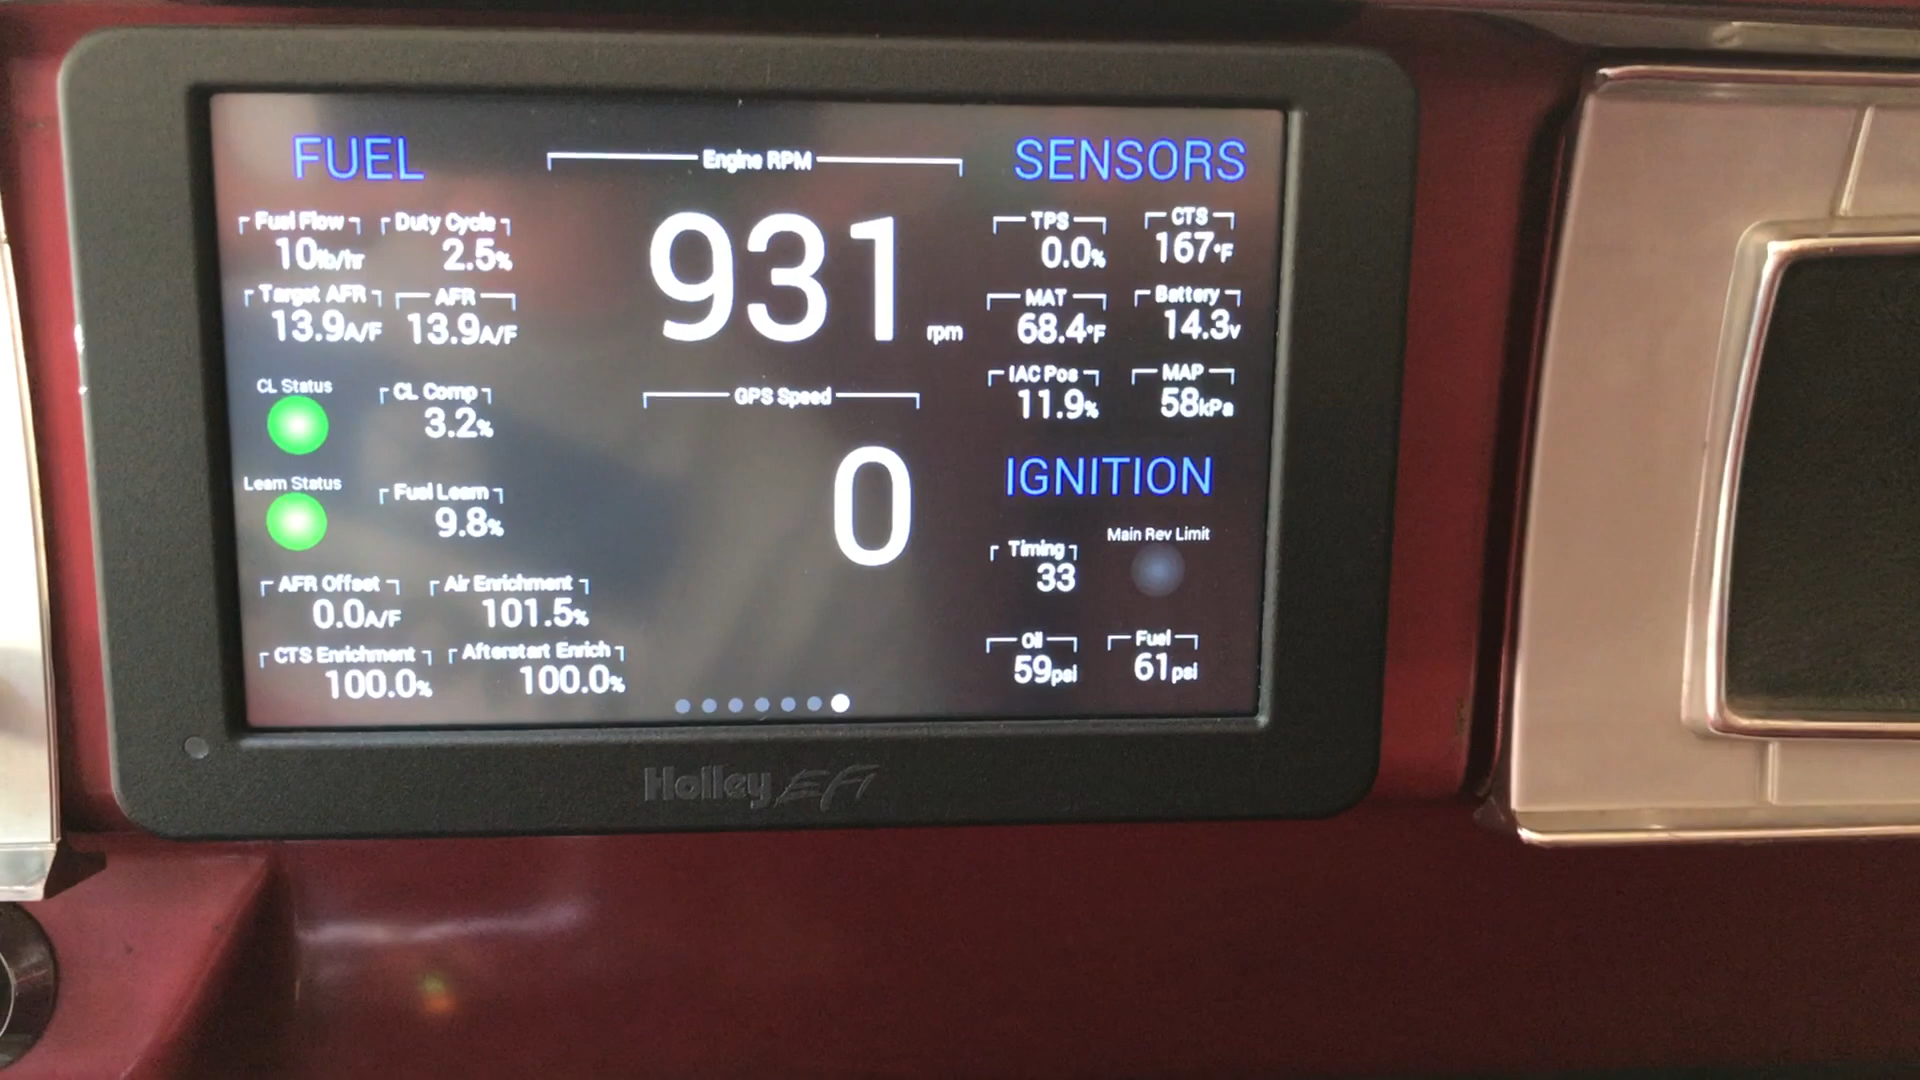 FUEL
Engine RPM
SENSORS
Fuel Flow Duty Cycle
10lb/hr 2.5%
931 rpm
TPS CTS
0.0% 167°F
Target AFR AFR
13.9A/F 13.9A/F
MAT Battery
68.4°F 14.3v
CL Status CL Comp
3.2%
GPS Speed
0
IAC Pos MAP
11.9% 58kPa
Learn Status Fuel Learn
9.8%
IGNITION
Timing Main Rev Limit
33
AFR Offset Air Enrichment
0.0A/F 101.5%
CTS Enrichment Afterstart Enrich
100.0% 100.0%
Oil Fuel
59psi 61psi
Holley EFI